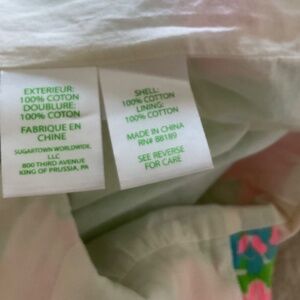 EXTERIEUR:
100% COTON
DOUBLURE:
100% COTON
FABRIQUE EN
CHINE
SUGARTOWN WORLDWIDE,
LLC
800 THIRD AVENUE
KING OF PRUSSIA, PA
SHELL:
100% COTTON
LINING:
100% COTTON
MADE IN CHINA
RN# 88189
SEE REVERSE
FOR CARE